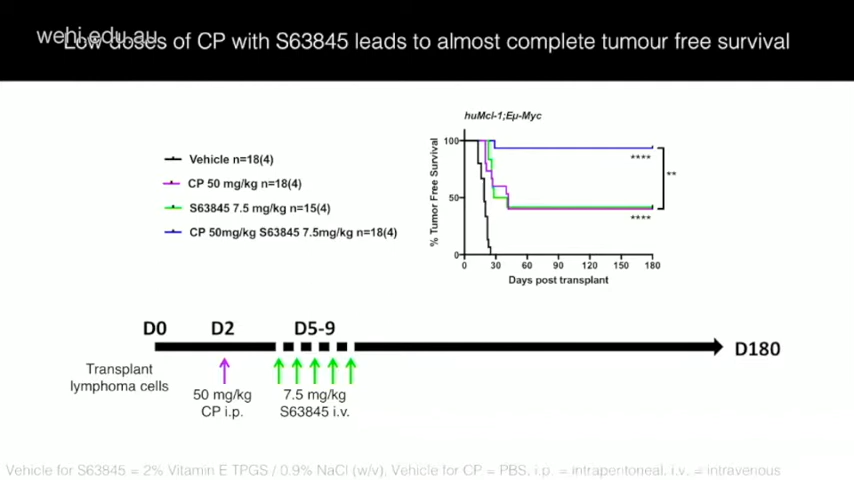 wehi.edu.au
Low doses of CP with S63845 leads to almost complete tumour free survival
huMcl-1;Eμ-Myc
Vehicle n=18(4)
CP 50 mg/kg n=18(4)
S63845 7.5 mg/kg n=15(4)
CP 50mg/kg S63845 7.5mg/kg n=18(4)
% Tumor Free Survival
100
50
0
****
**
****
0 30 60 90 120 150 180
Days post transplant
D0 D2 D5-9
D180
Transplant
lymphoma cells
50 mg/kg
CP i.p.
7.5 mg/kg
S63845 i.v.
Vehicle for S63845 = 2% Vitamin E TPGS / 0.9% NaCl (w/v), Vehicle for CP = PBS, i.p. = intraperitoneal, i.v. = intravenious